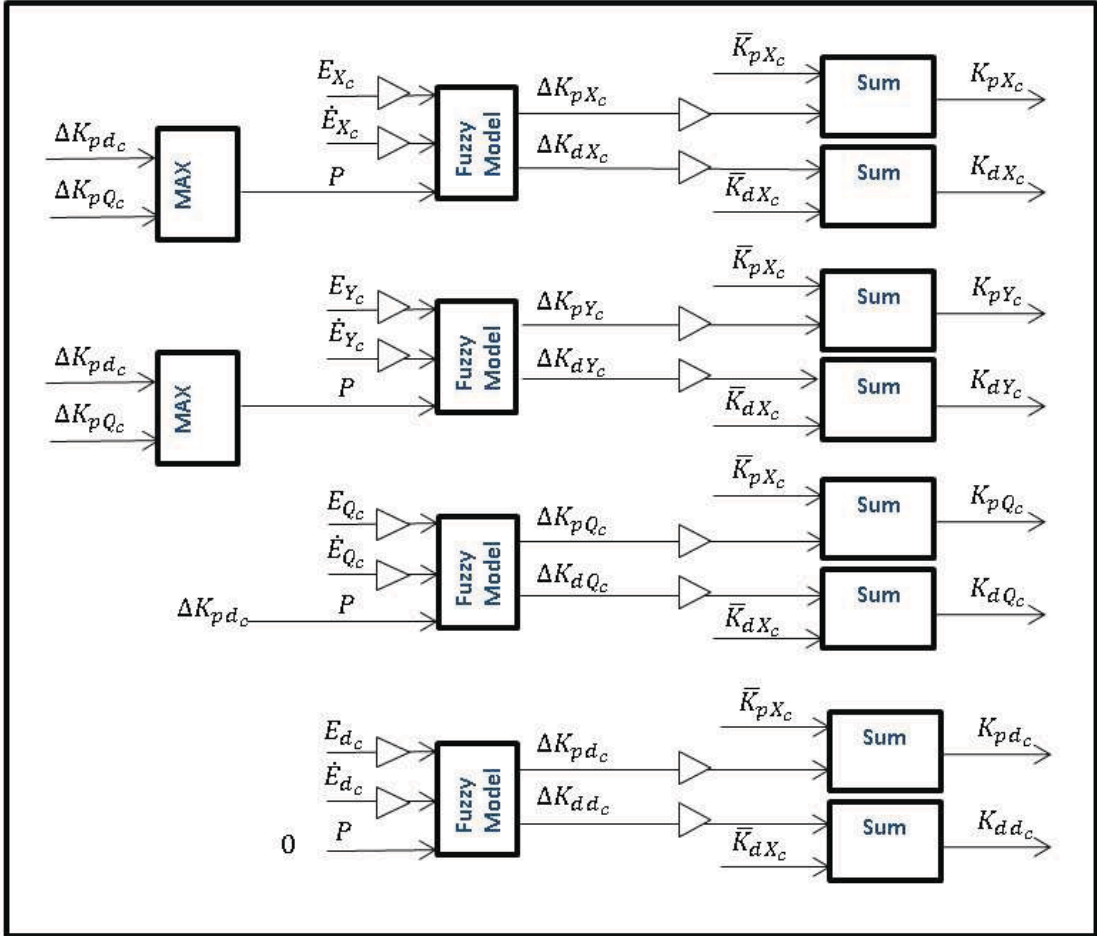 K̅_{pX_c}
Sum
K_{pX_c}
E_{X_c}
ΔK_{pX_c}
Ė_{X_c}
Fuzzy Model
ΔK_{pd_c}
ΔK_{dX_c}
Sum
K_{dX_c}
ΔK_{pQ_c}
MAX
P
K̅_{dX_c}
K̅_{pX_c}
Sum
K_{pY_c}
E_{Y_c}
ΔK_{pY_c}
Ė_{Y_c}
Fuzzy Model
ΔK_{pd_c}
ΔK_{dY_c}
Sum
K_{dY_c}
ΔK_{pQ_c}
MAX
P
K̅_{dX_c}
K̅_{pX_c}
Sum
K_{pQ_c}
E_{Q_c}
ΔK_{pQ_c}
Ė_{Q_c}
Fuzzy Model
ΔK_{dQ_c}
Sum
K_{dQ_c}
ΔK_{pd_c}
P
K̅_{dX_c}
K̅_{pX_c}
Sum
K_{pd_c}
E_{d_c}
ΔK_{pd_c}
Ė_{d_c}
Fuzzy Model
ΔK_{dd_c}
Sum
K_{dd_c}
0
P
K̅_{dX_c}